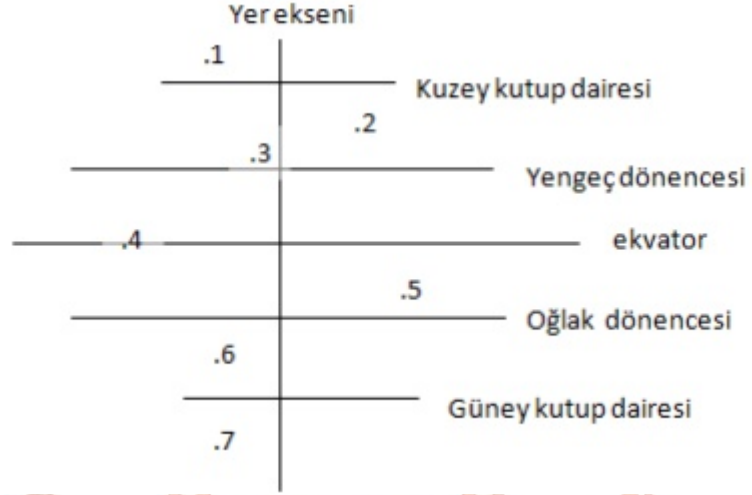 Yer ekseni
.1
Kuzey kutup dairesi
.2
.3
Yengeç dönencesi
.4
ekvator
.5
Oğlak dönencesi
.6
Güney kutup dairesi
.7